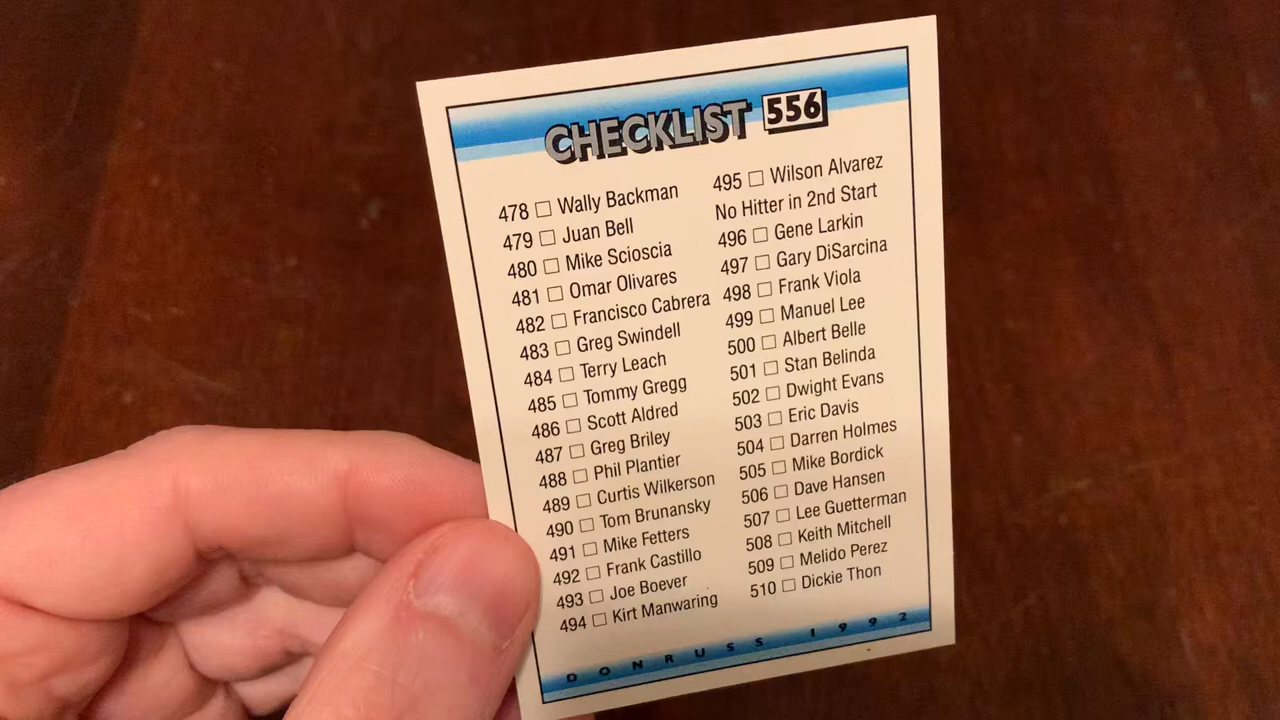 CHECKLIST 556
478 □ Wally Backman
479 □ Juan Bell
480 □ Mike Scioscia
481 □ Omar Olivares
482 □ Francisco Cabrera
483 □ Greg Swindell
484 □ Terry Leach
485 □ Tommy Gregg
486 □ Scott Aldred
487 □ Greg Briley
488 □ Phil Plantier
489 □ Curtis Wilkerson
490 □ Tom Brunansky
491 □ Mike Fetters
492 □ Frank Castillo
493 □ Joe Boever
494 □ Kirt Manwaring
495 □ Wilson Alvarez
No Hitter in 2nd Start
496 □ Gene Larkin
497 □ Gary DiSarcina
498 □ Frank Viola
499 □ Manuel Lee
500 □ Albert Belle
501 □ Stan Belinda
502 □ Dwight Evans
503 □ Eric Davis
504 □ Darren Holmes
505 □ Mike Bordick
506 □ Dave Hansen
507 □ Lee Guetterman
508 □ Keith Mitchell
509 □ Melido Perez
510 □ Dickie Thon
DONRUSS 1992